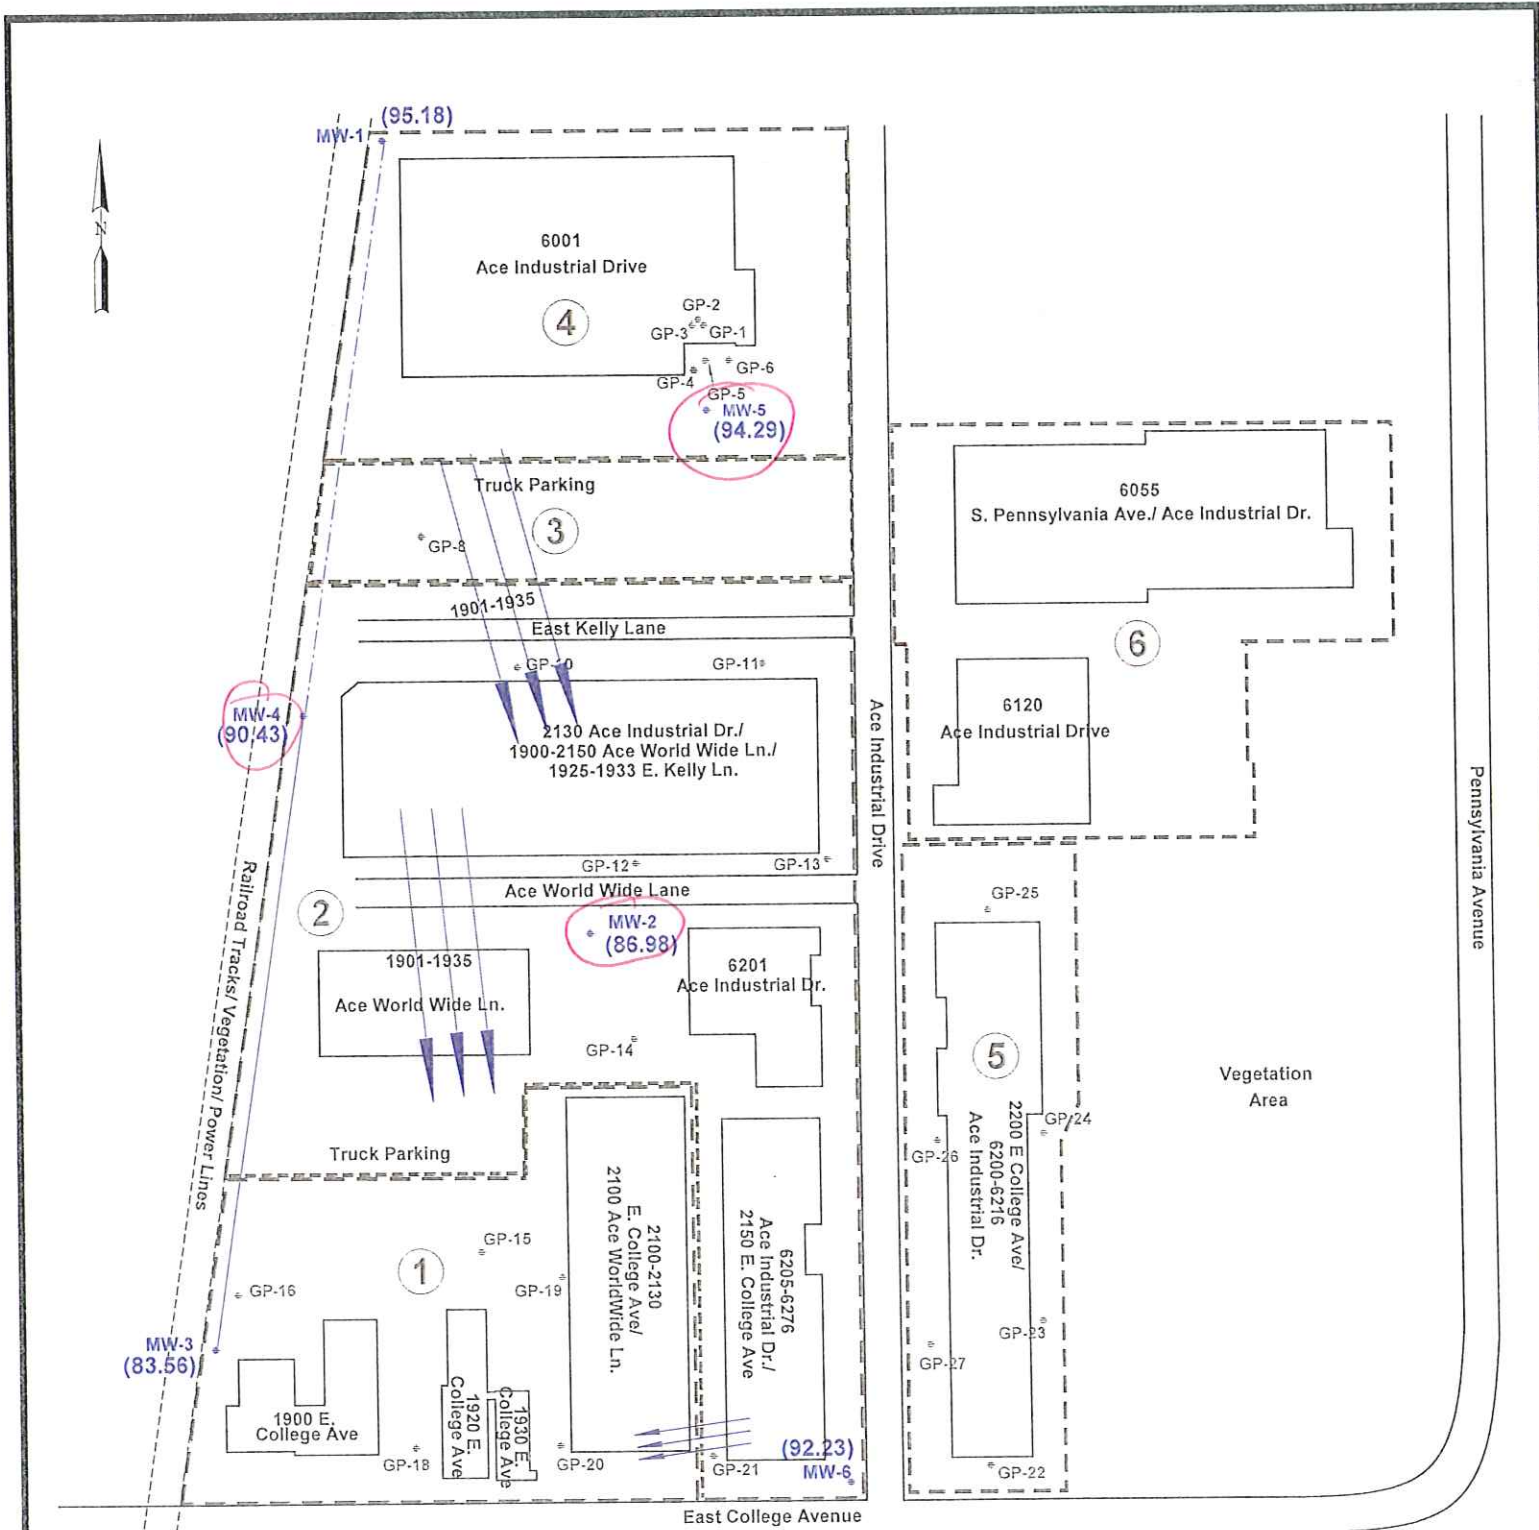 (95.18)
MW-1
N
6001
Ace Industrial Drive
4
GP-2
GP-3
GP-1
GP-6
GP-4
GP-5
MW-5
(94.29)
Truck Parking
3
GP-8
6055
S. Pennsylvania Ave./ Ace Industrial Dr.
1901-1935
East Kelly Lane
6
GP-10
GP-11
MW-4
(90.43)
2130 Ace Industrial Dr./
1900-2150 Ace World Wide Ln./
1925-1933 E. Kelly Ln.
6120
Ace Industrial Drive
Ace Industrial Drive
Pennsylvania Avenue
GP-12
GP-13
Ace World Wide Lane
2
MW-2
(86.98)
GP-25
Railroad Tracks/ Vegetation/ Power Lines
1901-1935
Ace World Wide Ln.
6201
Ace Industrial Dr.
GP-14
5
Vegetation
Area
GP-24
GP-26
2200 E College Ave/
6200-6216
Ace Industrial Dr.
Truck Parking
2100-2130
E. College Ave/
2100 Ace WorldWide Ln.
6205-6276
Ace Industrial Dr./
2150 E. College Ave
GP-15
1
GP-16
GP-19
GP-23
GP-27
MW-3
(83.56)
1900 E.
College Ave
1920 E.
College Ave
1930 E.
College Ave
GP-18
GP-20
GP-21
(92.23)
MW-6
GP-22
East College Avenue